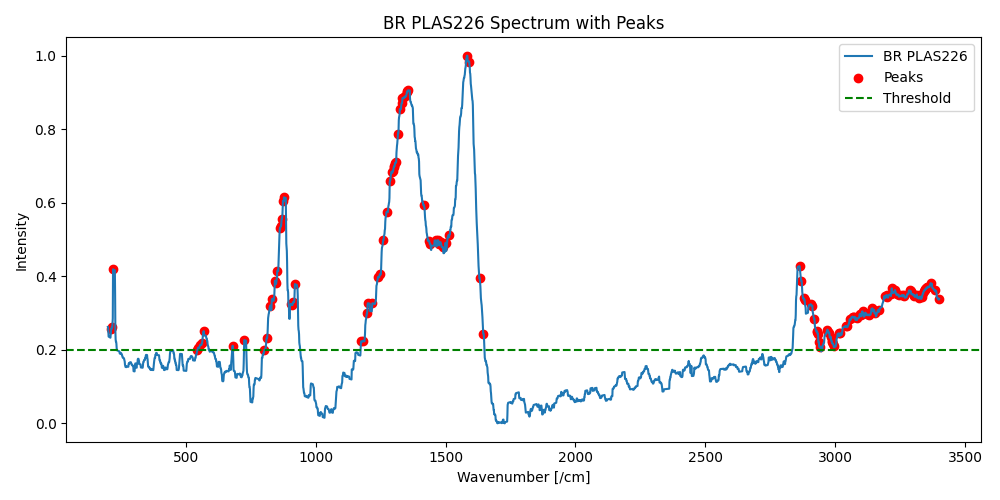 BR PLAS226 Spectrum with Peaks
BR PLAS226
Peaks
Threshold
Intensity
1.0
0.8
0.6
0.4
0.2
0.0
500 1000 1500 2000 2500 3000 3500
Wavenumber [/cm]